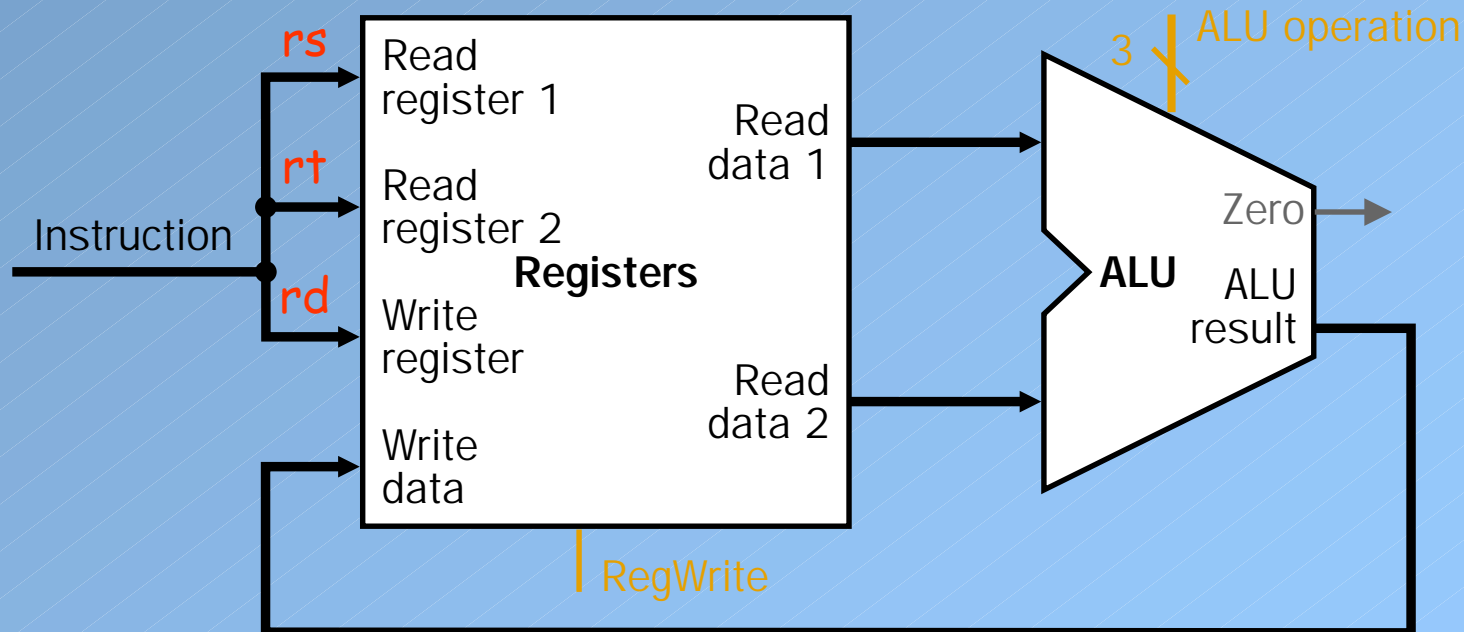 rs
Read
register 1
rt
Read
register 2
Instruction
rd
Write
register
Write
data
Registers
Read
data 1
Read
data 2
RegWrite
3
ALU operation
Zero
ALU
ALU
result